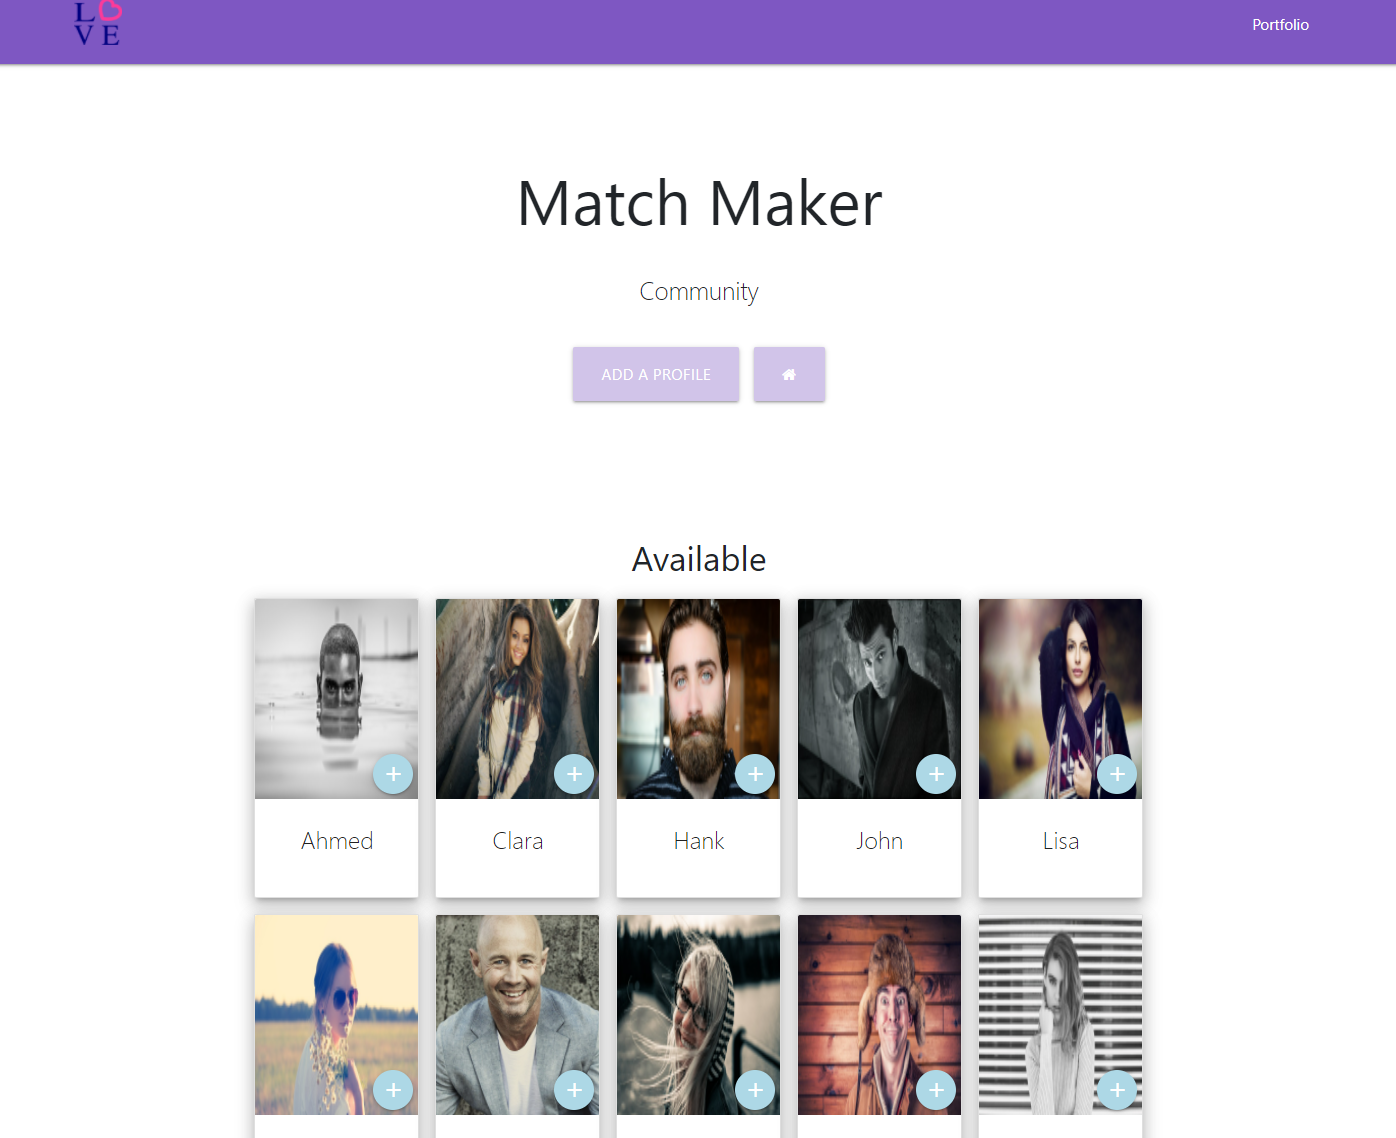 L
V E
Portfolio
Match Maker
Community
ADD A PROFILE
Available
Ahmed
Clara
Hank
John
Lisa